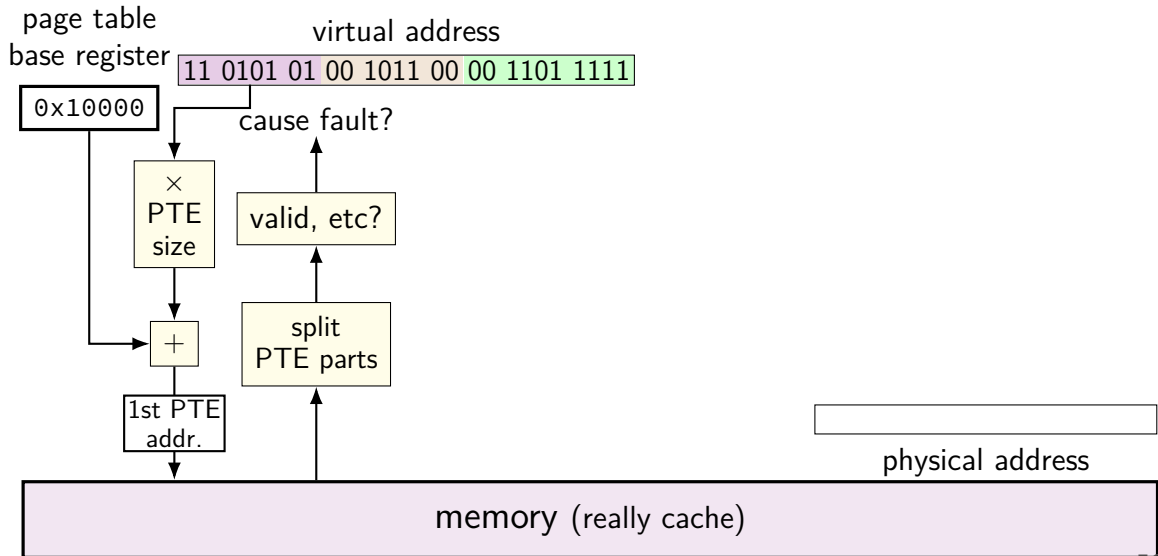 page table
base register
0x10000
virtual address
11 0101 01 00 1011 00 00 1101 1111
cause fault?
×
PTE
size
valid, etc?
+
split
PTE parts
1st PTE
addr.
physical address
memory (really cache)